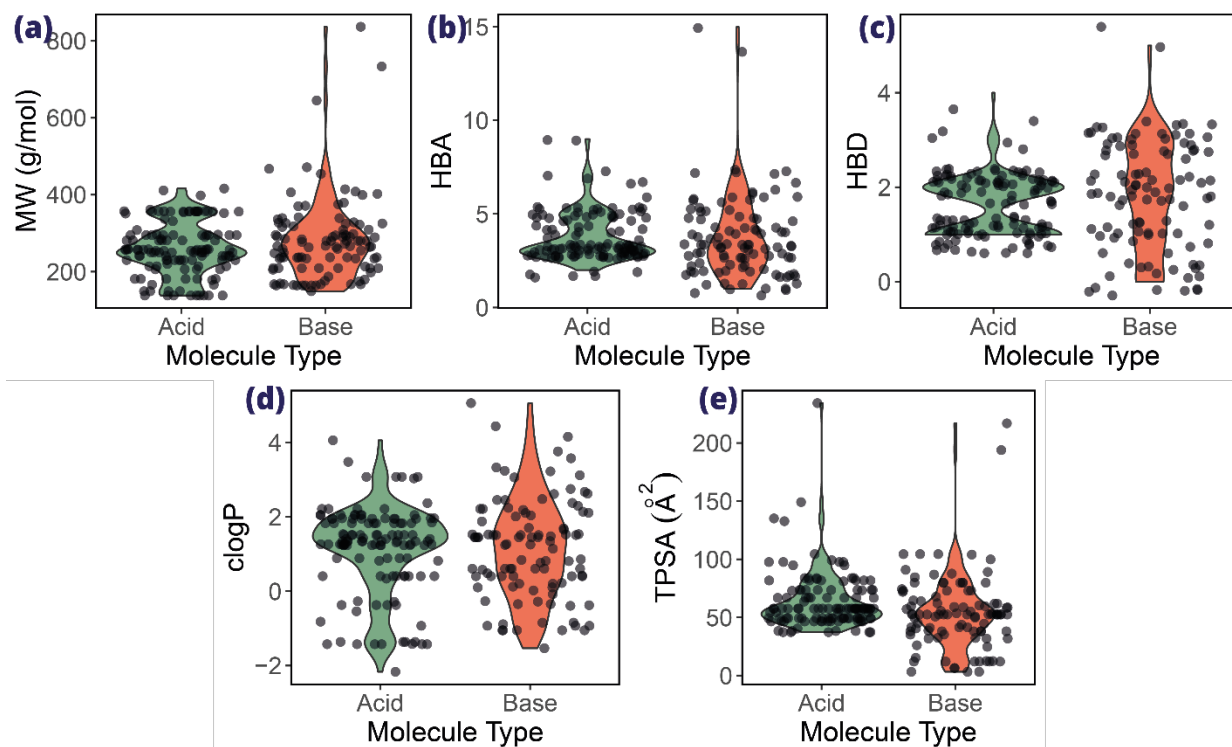 (a)
MW (g/mol)
800
600
400
200
Acid
Base
Molecule Type
(b)
HBA
15
10
5
0
Acid
Base
Molecule Type
(c)
HBD
4
2
0
Acid
Base
Molecule Type
(d)
clogP
4
2
0
−2
Acid
Base
Molecule Type
(e)
TPSA (Å²)
200
150
100
50
0
Acid
Base
Molecule Type